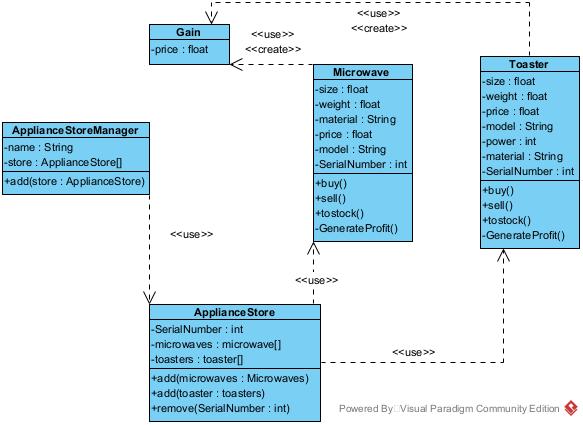 <<use>>
<<create>>
Gain
-price : float
<<use>>
<<create>>
Microwave
-size : float
-weight : float
-material : String
-price : float
-model : String
-SerialNumber : int
+buy()
+sell()
+tostock()
-GenerateProfit()
Toaster
-size : float
-weight : float
-price : float
-model : String
-power : int
-material : String
-SerialNumber : int
+buy()
+sell()
+tostock()
-GenerateProfit()
ApplianceStoreManager
-name : String
-store : ApplianceStore[]
+add(store : ApplianceStore)
<<use>>
<<use>>
ApplianceStore
-SerialNumber : int
-microwaves : microwave[]
-toasters : toaster[]
+add(microwaves : Microwaves)
+add(toaster : toasters)
+remove(SerialNumber : int)
<<use>>
Powered By Visual Paradigm Community Edition